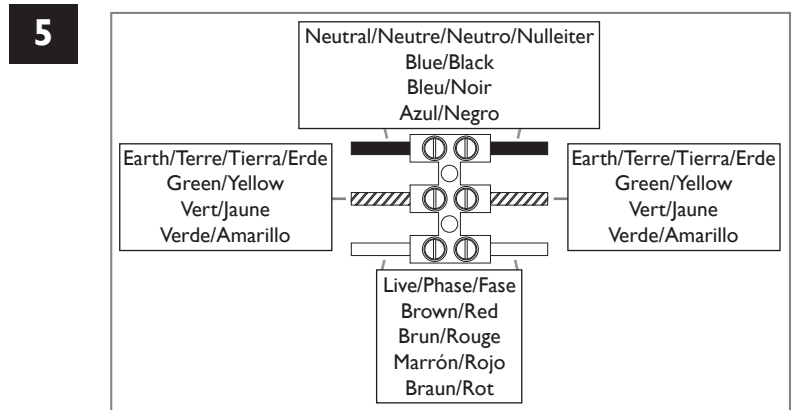 5
Neutral/Neutre/Neutro/Nulleiter
Blue/Black
Bleu/Noir
Azul/Negro
Earth/Terre/Tierra/Erde
Green/Yellow
Vert/Jaune
Verde/Amarillo
Earth/Terre/Tierra/Erde
Green/Yellow
Vert/Jaune
Verde/Amarillo
Live/Phase/Fase
Brown/Red
Brun/Rouge
Marrón/Rojo
Braun/Rot